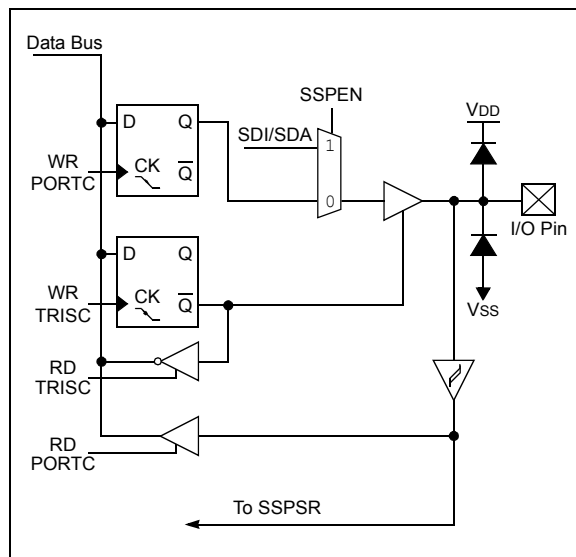 Data Bus
SSPEN
VDD
D Q
SDI/SDA
1
WR
PORTC
CK Q
0
I/O Pin
D Q
VSS
WR
TRISC
CK Q
RD
TRISC
RD
PORTC
To SSPSR